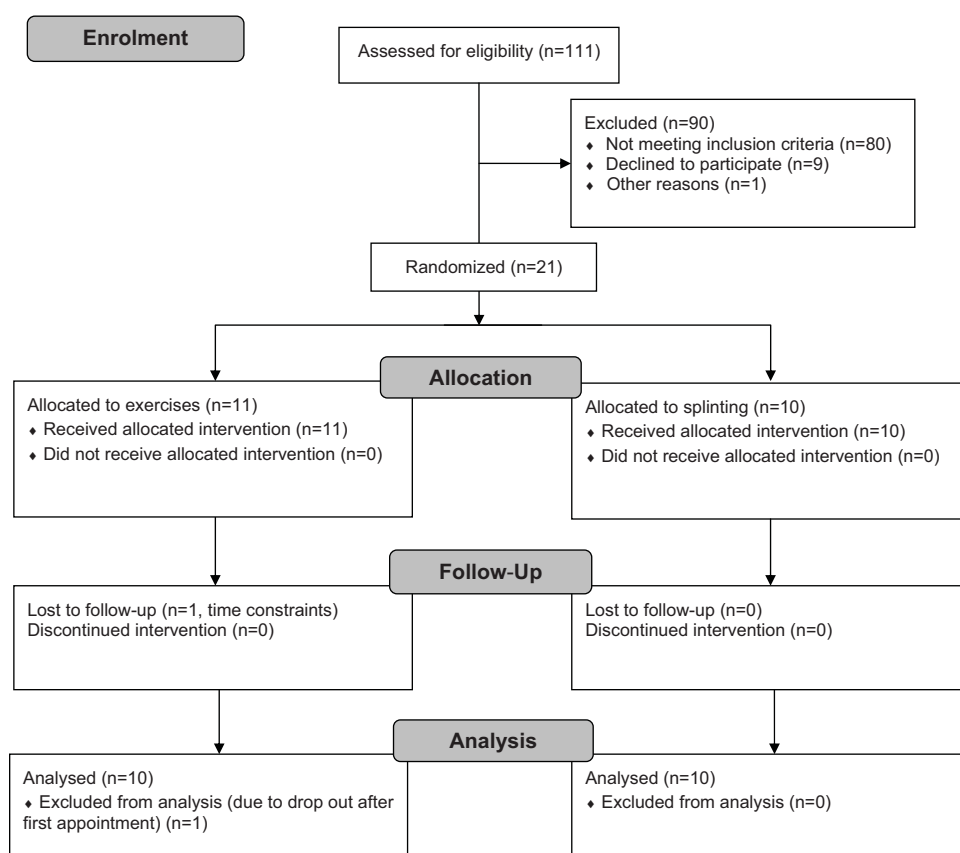 Enrolment
Assessed for eligibility (n=111)
Excluded (n=90)
♦ Not meeting inclusion criteria (n=80)
♦ Declined to participate (n=9)
♦ Other reasons (n=1)
Randomized (n=21)
Allocation
Allocated to exercises (n=11)
♦ Received allocated intervention (n=11)
♦ Did not receive allocated intervention (n=0)
Allocated to splinting (n=10)
♦ Received allocated intervention (n=10)
♦ Did not receive allocated intervention (n=0)
Follow-Up
Lost to follow-up (n=1, time constraints)
Discontinued intervention (n=0)
Lost to follow-up (n=0)
Discontinued intervention (n=0)
Analysis
Analysed (n=10)
♦ Excluded from analysis (due to drop out after
first appointment) (n=1)
Analysed (n=10)
♦ Excluded from analysis (n=0)